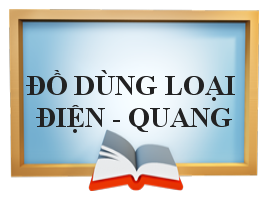 ĐỒ DÙNG LOẠI
ĐIỆN - QUANG